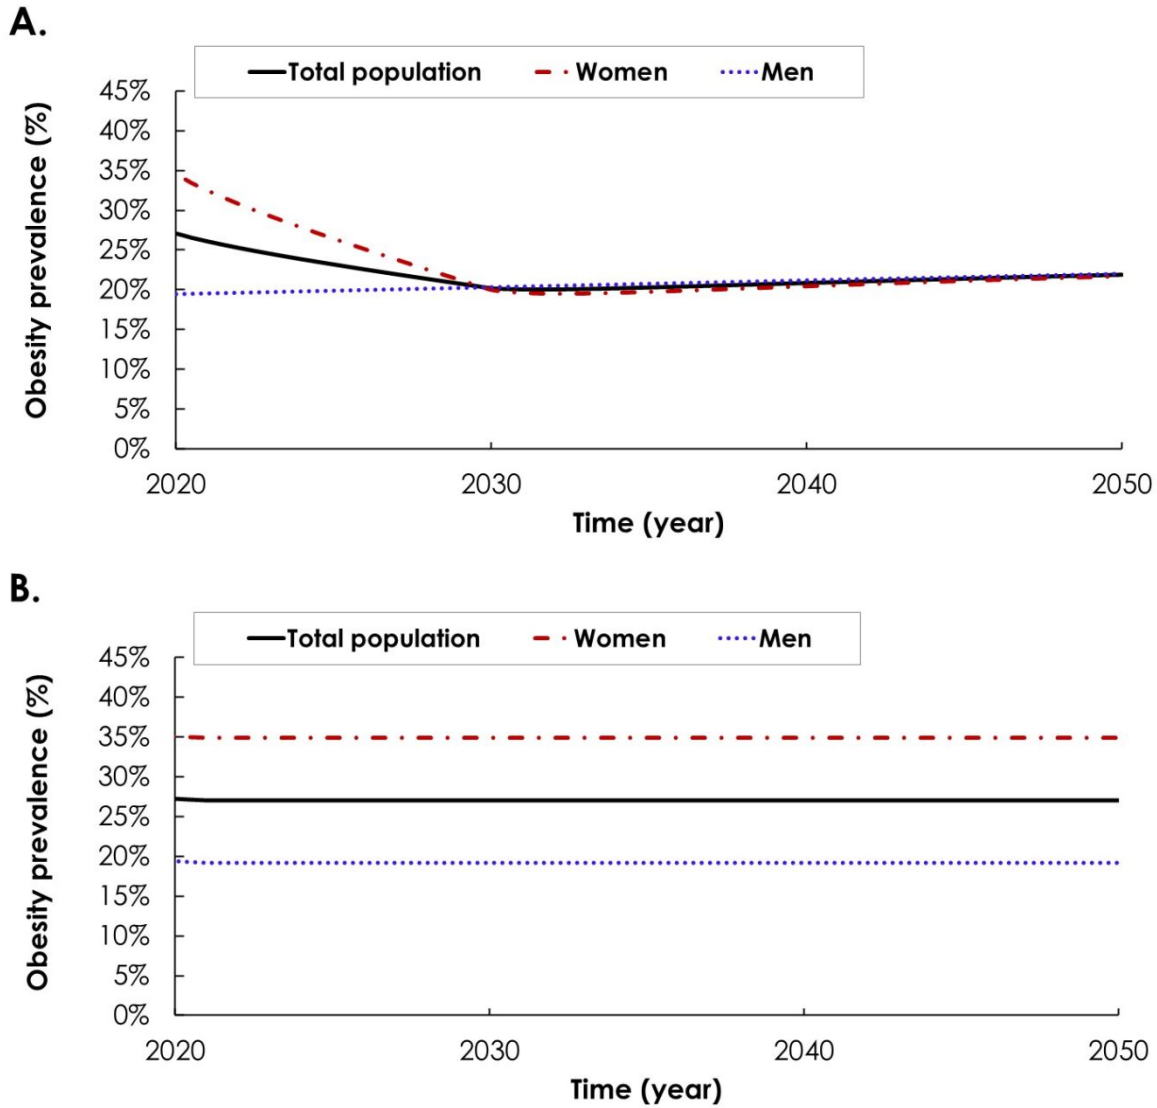 A.
Total population Women Men
Obesity prevalence (%)
45%
40%
35%
30%
25%
20%
15%
10%
5%
0%
2020 2030 2040 2050
Time (year)
B.
Total population Women Men
Obesity prevalence (%)
45%
40%
35%
30%
25%
20%
15%
10%
5%
0%
2020 2030 2040 2050
Time (year)